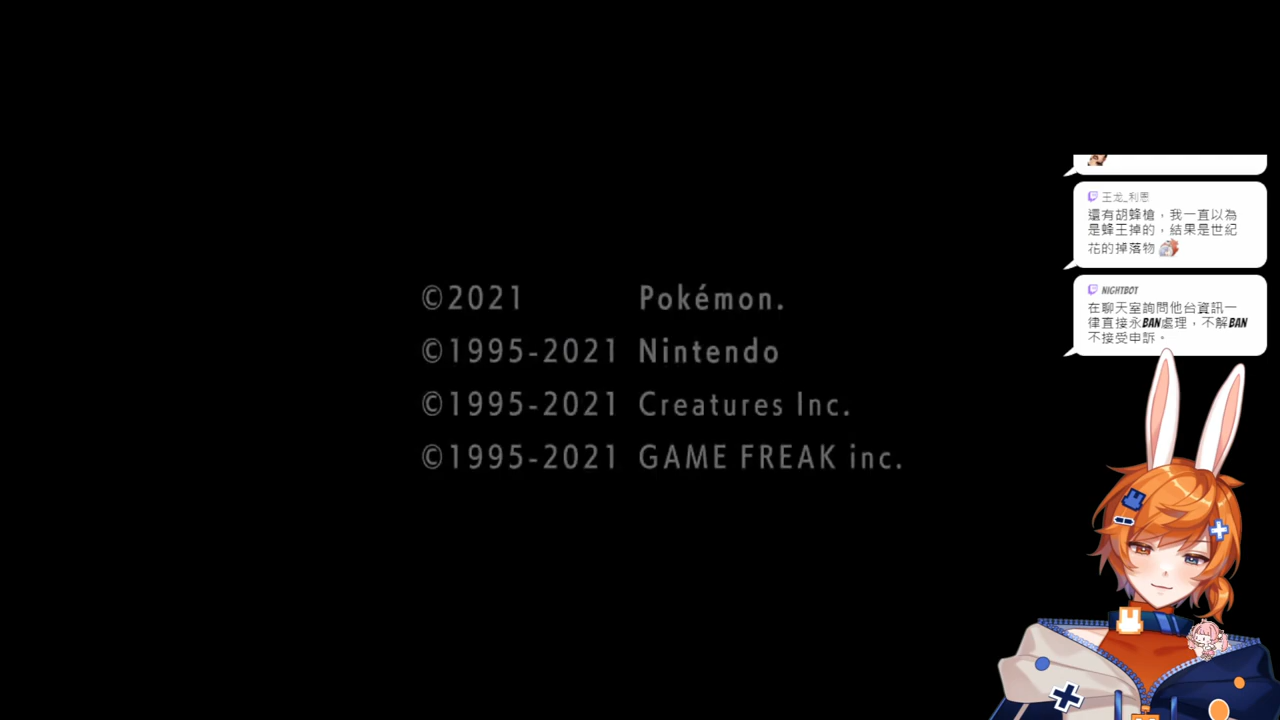 ©2021 Pokémon.
©1995-2021 Nintendo
©1995-2021 Creatures Inc.
©1995-2021 GAME FREAK inc.
王龙_利恩
還有胡蜂槍，我一直以為
是蜂王掉的，結果是世紀
花的掉落物
NIGHTBOT
在聊天室詢問他台資訊一
律直接永BAN處理，不解BAN
不接受申訴。